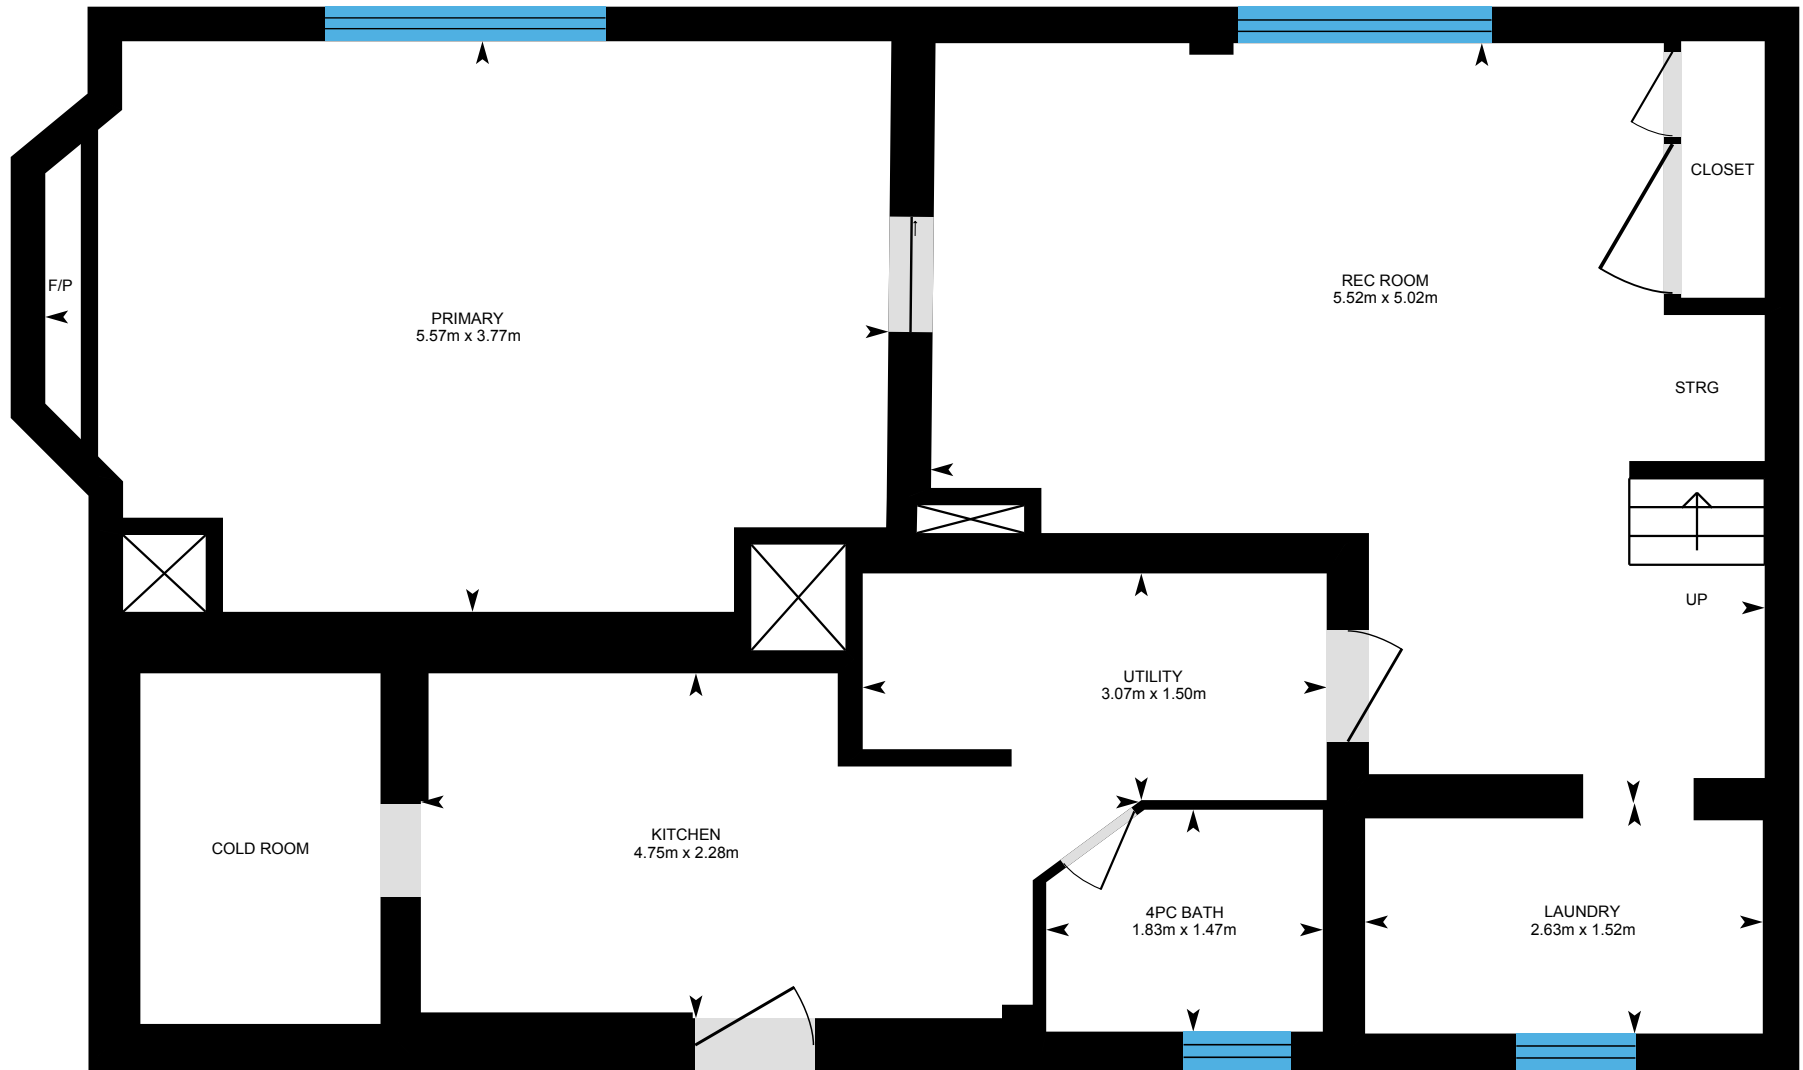 CLOSET
F/P
REC ROOM
5.52m x 5.02m
PRIMARY
5.57m x 3.77m
STRG
UP
UTILITY
3.07m x 1.50m
KITCHEN
4.75m x 2.28m
COLD ROOM
4PC BATH
1.83m x 1.47m
LAUNDRY
2.63m x 1.52m